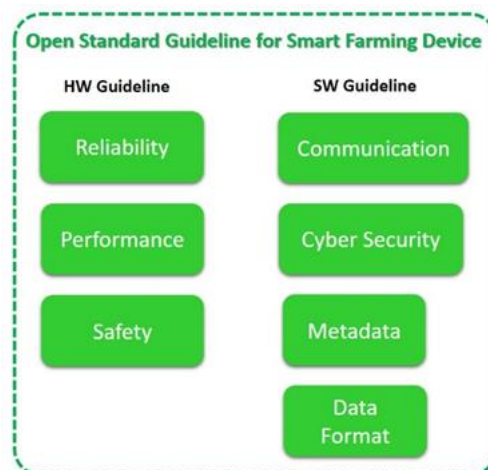 Open Standard Guideline for Smart Farming Device
HW Guideline
Reliability
Performance
Safety
SW Guideline
Communication
Cyber Security
Metadata
Data
Format